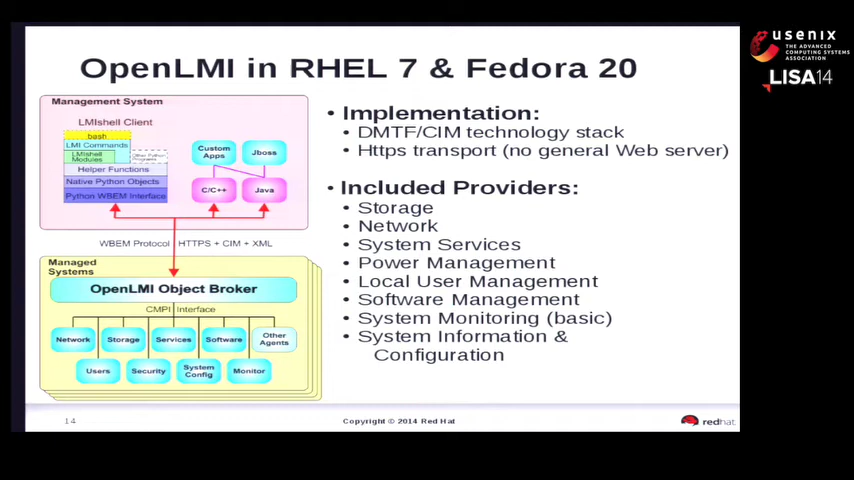 OpenLMI in RHEL 7 & Fedora 20
usenix
THE ADVANCED
COMPUTING SYSTEMS
ASSOCIATION
LISA14
Management System
LMIshell Client
bash
LMI Commands
LMIshell
Modules
Other Python
Programs
Helper Functions
Native Python Objects
Python WBEM Interface
Custom
Apps
Jboss
C/C++
Java
WBEM Protocol HTTPS + CIM + XML
Managed
Systems
OpenLMI Object Broker
CMPI Interface
Network
Storage
Services
Software
Other
Agents
Users
Security
System
Config
Monitor
• Implementation:
• DMTF/CIM technology stack
• Https transport (no general Web server)
• Included Providers:
• Storage
• Network
• System Services
• Power Management
• Local User Management
• Software Management
• System Monitoring (basic)
• System Information &
Configuration
14
Copyright © 2014 Red Hat
redhat